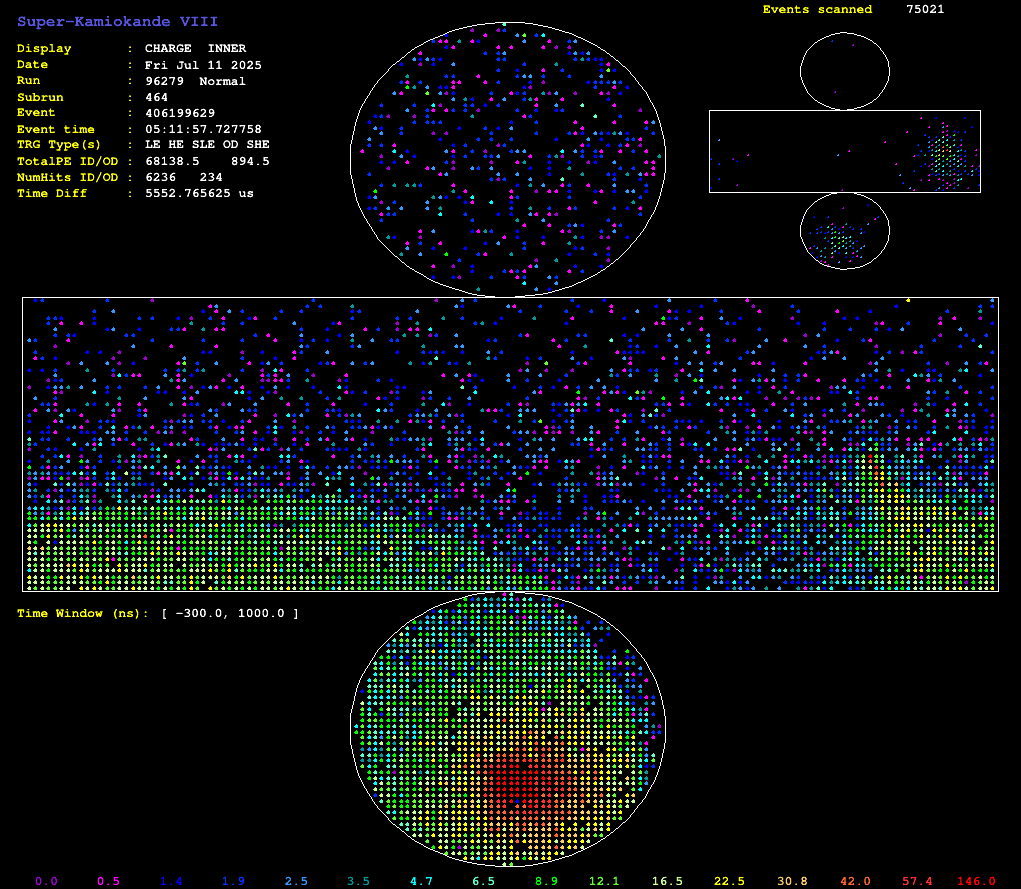 Super-Kamiokande VIII
Events scanned 75021
Display : CHARGE INNER
Date : Fri Jul 11 2025
Run : 96279 Normal
Subrun : 464
Event : 406199629
Event time : 05:11:57.727758
TRG Type(s) : LE HE SLE OD SHE
TotalPE ID/OD : 68138.5 894.5
NumHits ID/OD : 6236 234
Time Diff : 5552.765625 us
Time Window (ns): [ -300.0, 1000.0 ]
0.0 0.5 1.4 1.9 2.5 3.5 4.7 6.5 8.9 12.1 16.5 22.5 30.8 42.0 57.4 146.0